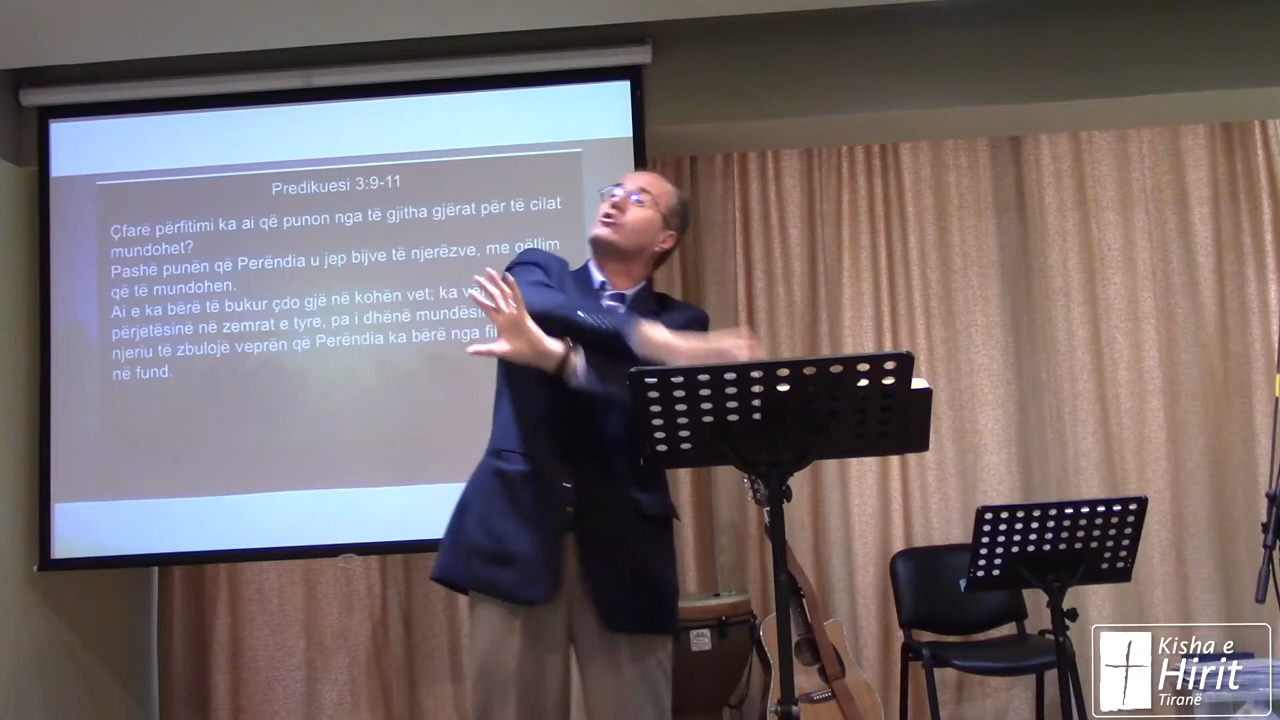 Predikuesi 3:9-11
Çfarë përfitimi ka ai që punon nga të gjitha gjërat për të cilat
mundohet?
Pashë punën që Perëndia u jep bijve të njerëzve, me qëllim
që të mundohen.
Ai e ka bërë të bukur çdo gjë në kohën vet; ka
përjetësinë në zemrat e tyre, pa i dhënë
njeriu të zbulojë veprën që Perëndia ka bërë nga
në fund.
Kisha e
Hirit
Tiranë